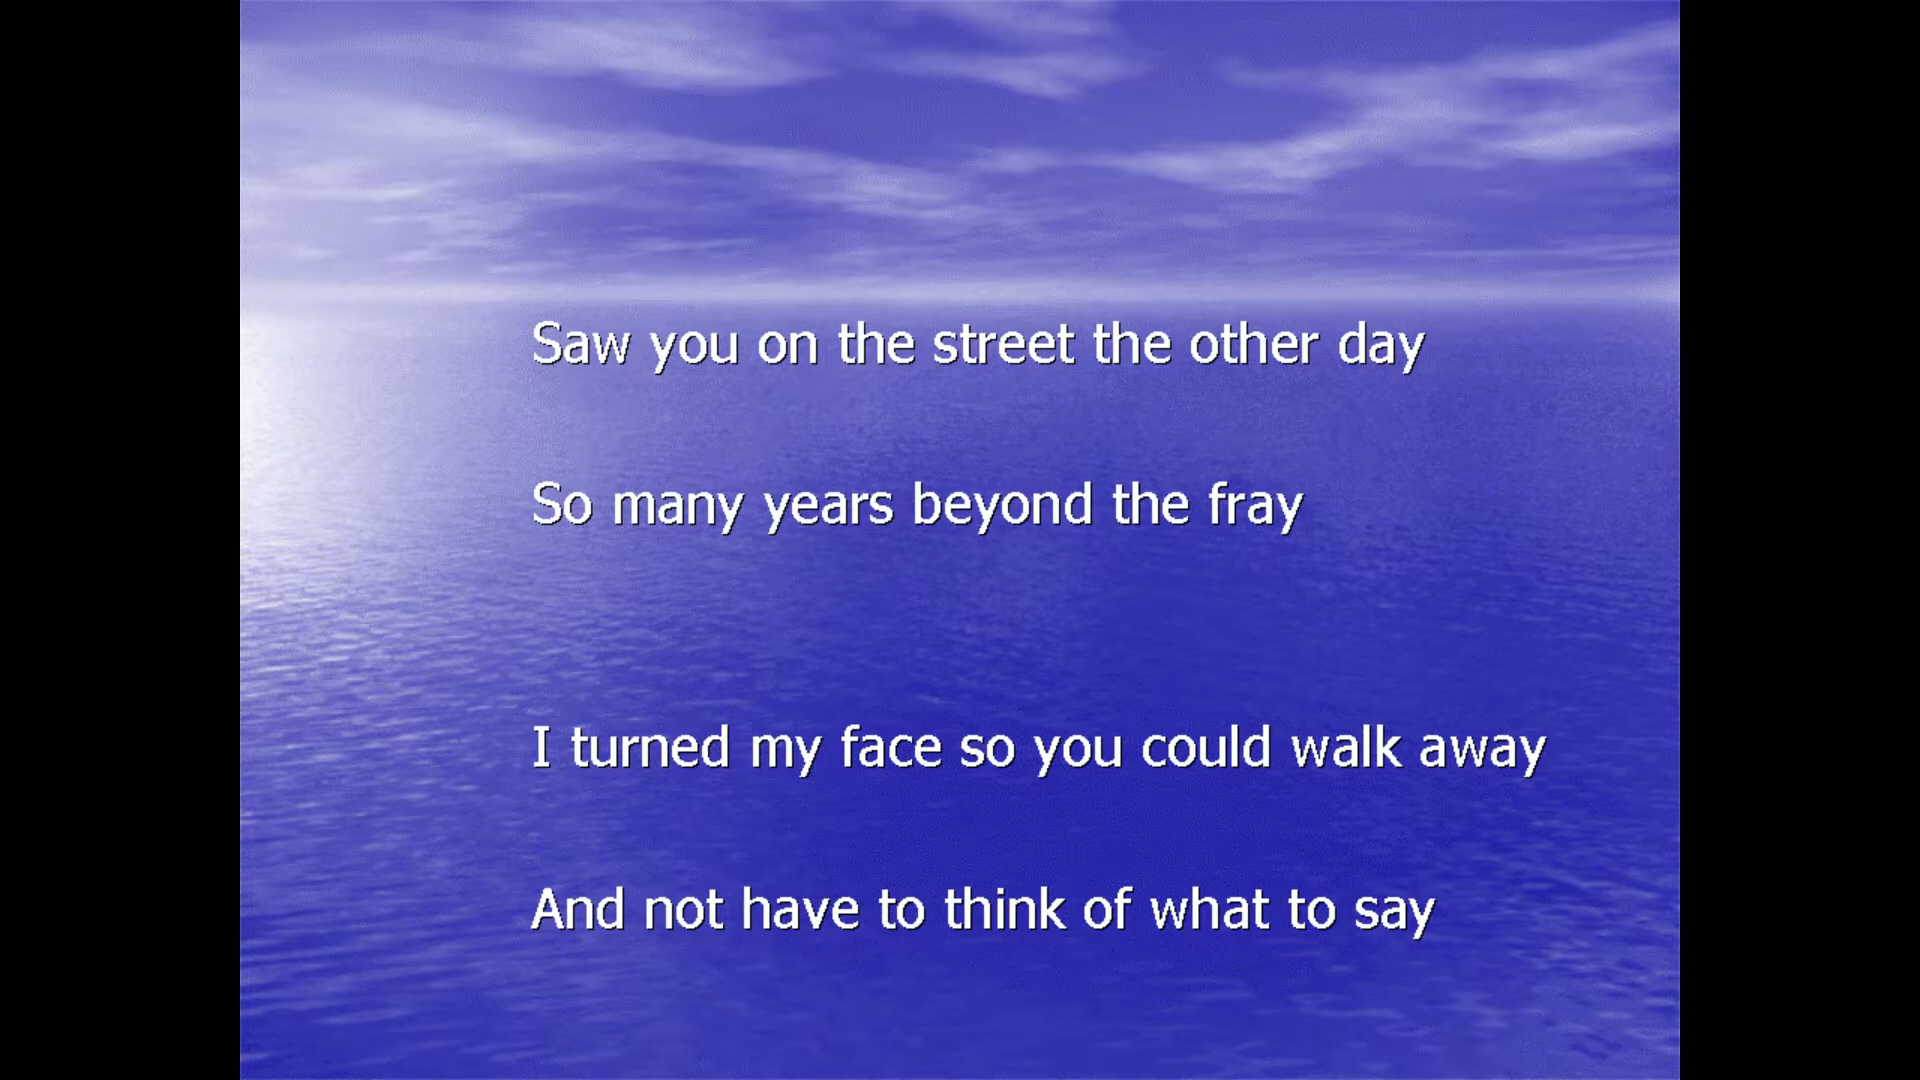 Saw you on the street the other day
So many years beyond the fray
I turned my face so you could walk away
And not have to think of what to say